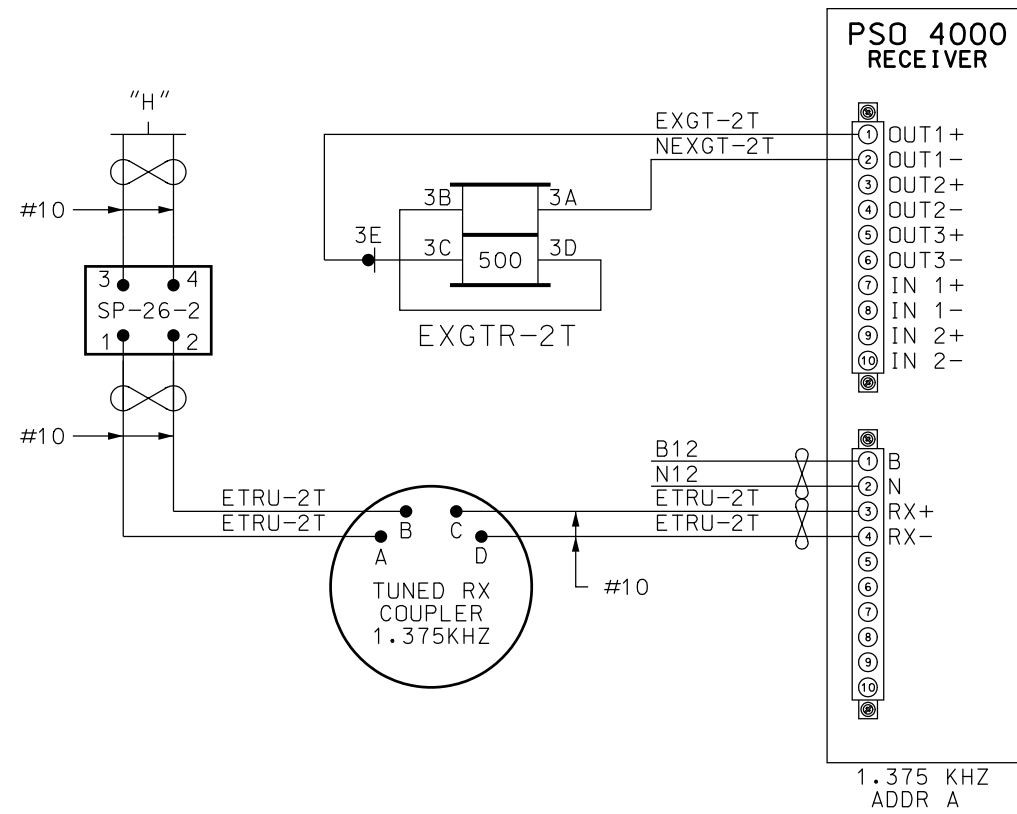 PSO 4000
RECEIVER
"H"
#10
3
4
SP-26-2
1
2
#10
EXGT-2T
NEXGT-2T
3B
3A
3E
3C
500
3D
EXGTR-2T
1 OUT1+
2 OUT1-
3 OUT2+
4 OUT2-
5 OUT3+
6 OUT3-
7 IN 1+
8 IN 1-
9 IN 2+
10 IN 2-
B12
N12
ETRU-2T
ETRU-2T
1 B
2 N
3 RX+
4 RX-
5
6
7
8
9
10
ETRU-2T
ETRU-2T
B
C
A
D
#10
TUNED RX
COUPLER
1.375KHZ
1.375 KHZ
ADDR A